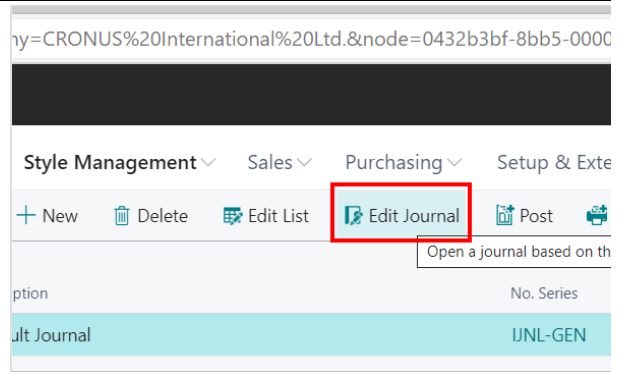 ny=CRONUS%20International%20Ltd.&node=0432b3bf-8bb5-0000
Style Management Sales Purchasing Setup & Exte
New Delete Edit List Edit Journal Post
Open a journal based on th
ption No. Series
ult Journal IJNL-GEN